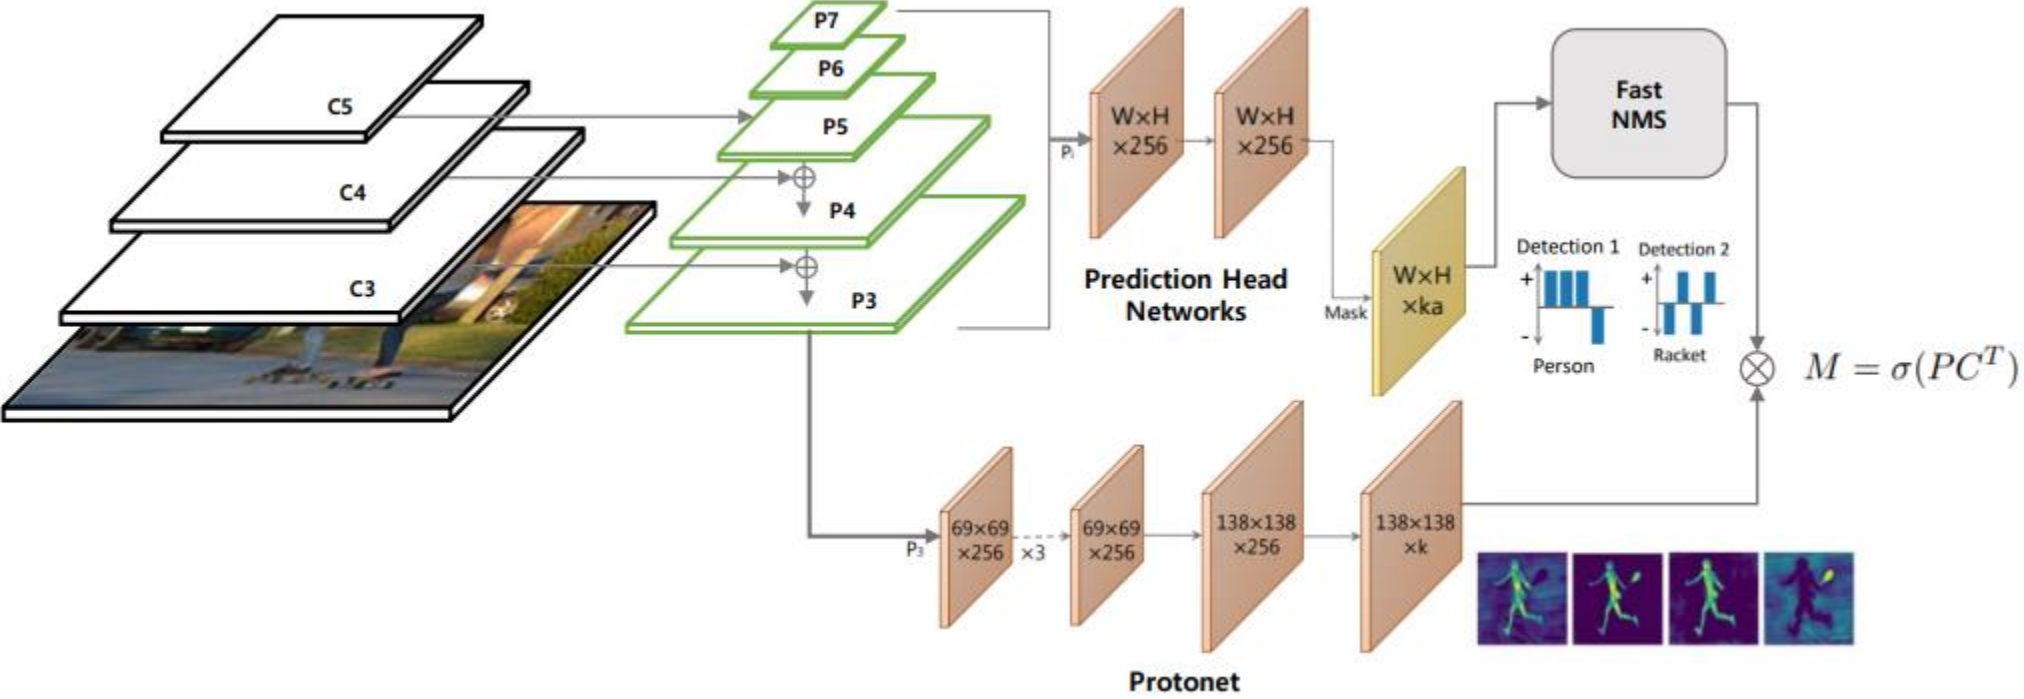 C5
C4
C3
P7
P6
P5
P4
P3
Pᵢ
W×H
×256
W×H
×256
Prediction Head
Networks
Mask
W×H
×ka
Fast
NMS
Detection 1
+
-
Person
Detection 2
+
-
Racket
M = σ(PCᵀ)
P₃
69×69
×256
×3
69×69
×256
138×138
×256
138×138
×k
Protonet